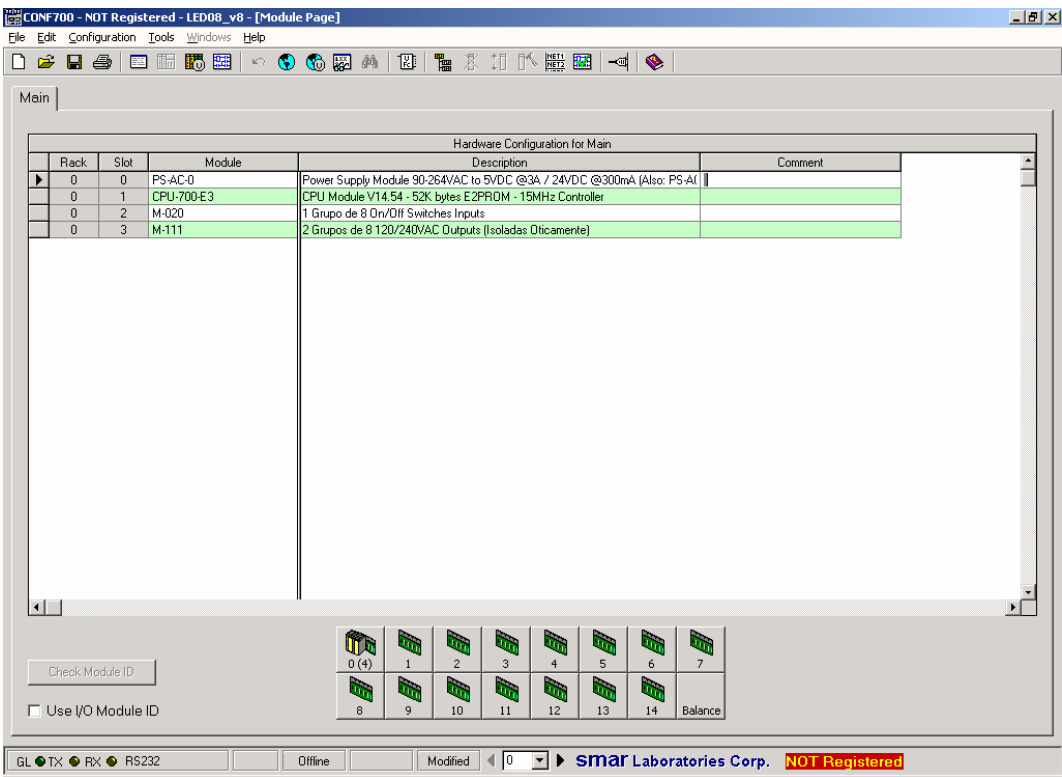 CONF700 - NOT Registered - LED08_v8 - [Module Page]
File Edit Configuration Tools Windows Help
NET1
NET2
Main
Hardware Configuration for Main
Rack Slot Module Description Comment
0 0 PS-AC-0 Power Supply Module 90-264VAC to 5VDC @3A / 24VDC @300mA (Also: PS-A(
0 1 CPU-700-E3 CPU Module V14.54 - 52K bytes E2PROM - 15MHz Controller
0 2 M-020 1 Grupo de 8 On/Off Switches Inputs
0 3 M-111 2 Grupos de 8 120/240VAC Outputs (Isoladas Oticamente)
0 (4) 1 2 3 4 5 6 7
Check Module ID
Use I/O Module ID
8 9 10 11 12 13 14 Balance
GL TX RX RS232 Offline Modified 0 smar Laboratories Corp. NOT Registered